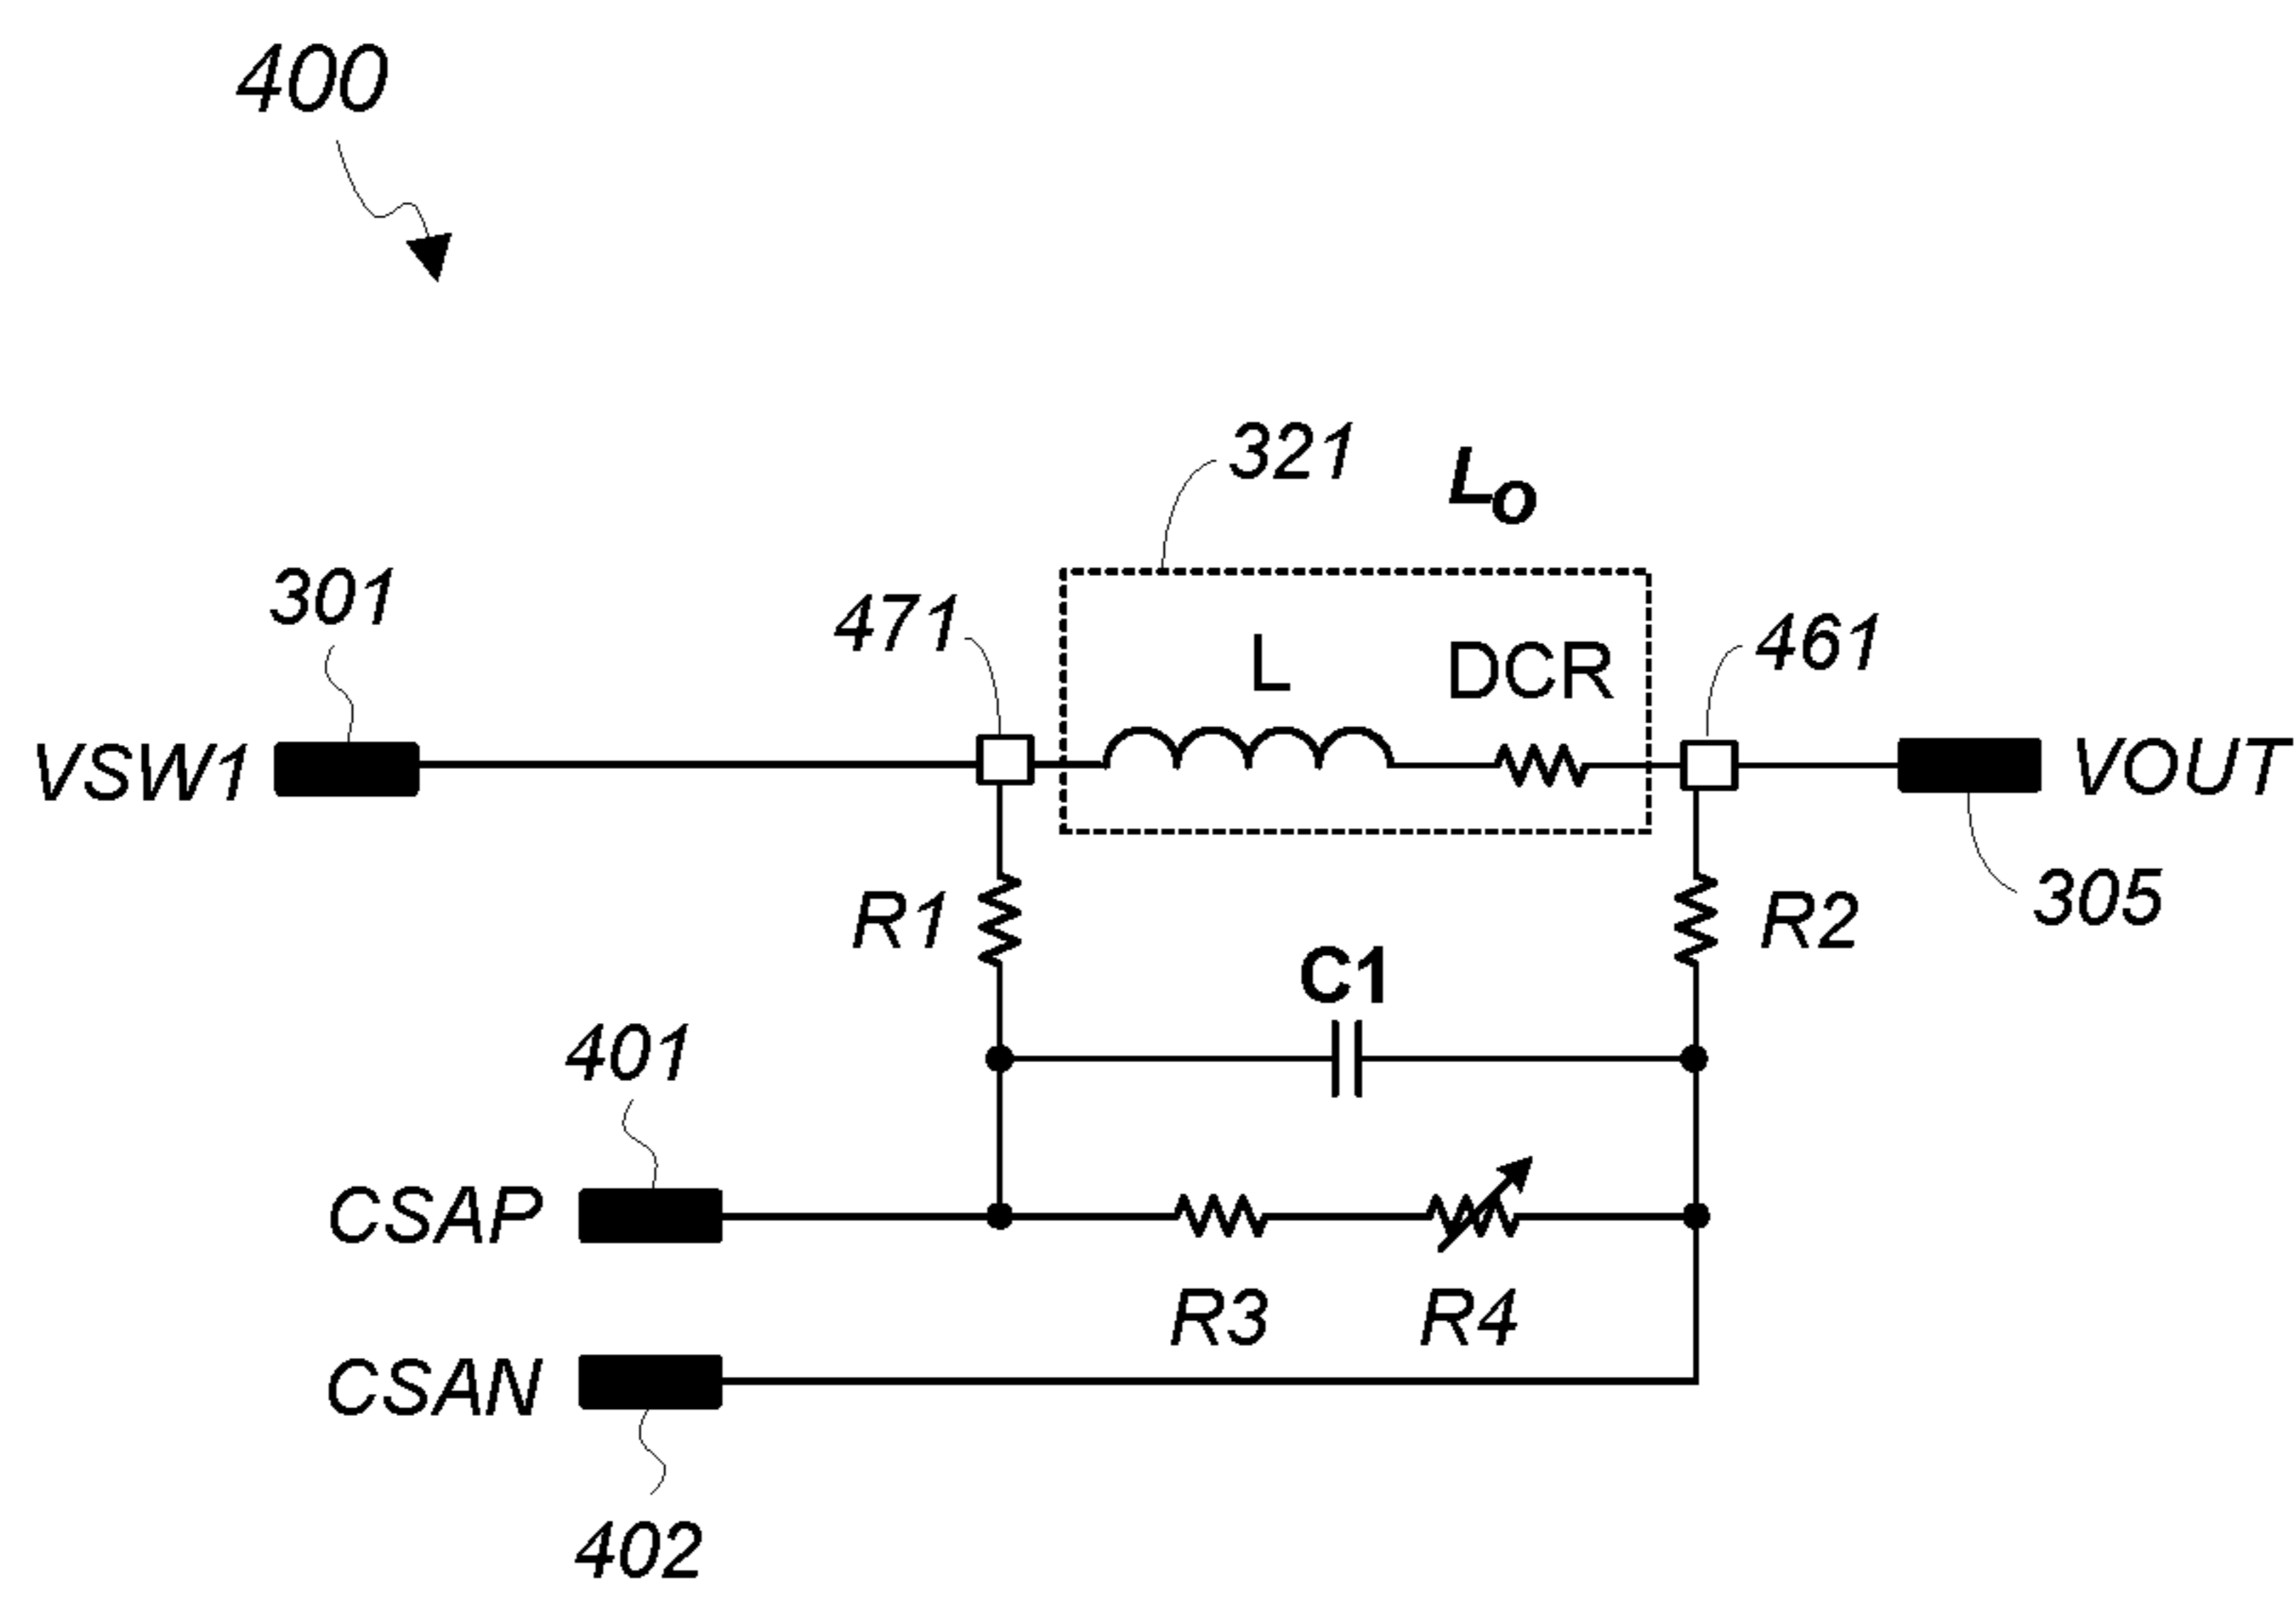 400
321
Lo
301
471
L
DCR
461
VSW1
VOUT
R1
C1
R2
305
401
CSAP
R3
R4
CSAN
402